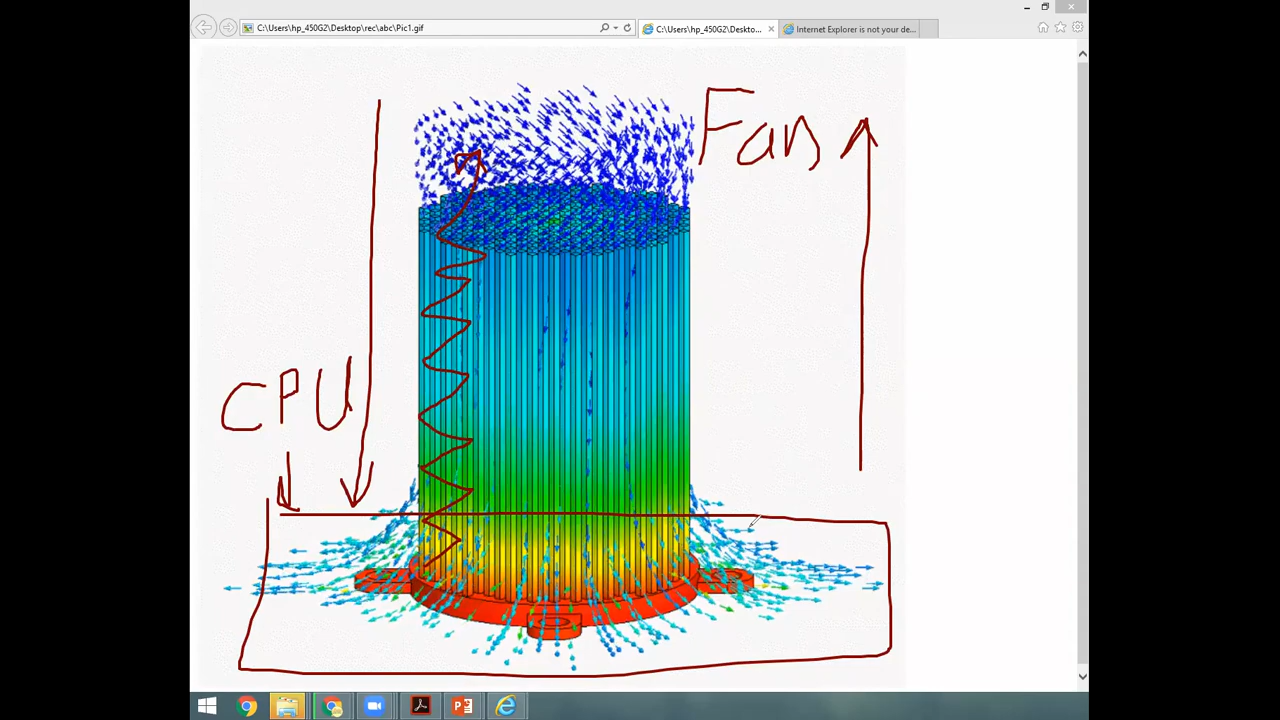 C:\Users\hp_450G2\Desktop\rec\abc\Pic1.gif
C:\Users\hp_450G2\Deskto...
Internet Explorer is not your de...
Fan
CPU